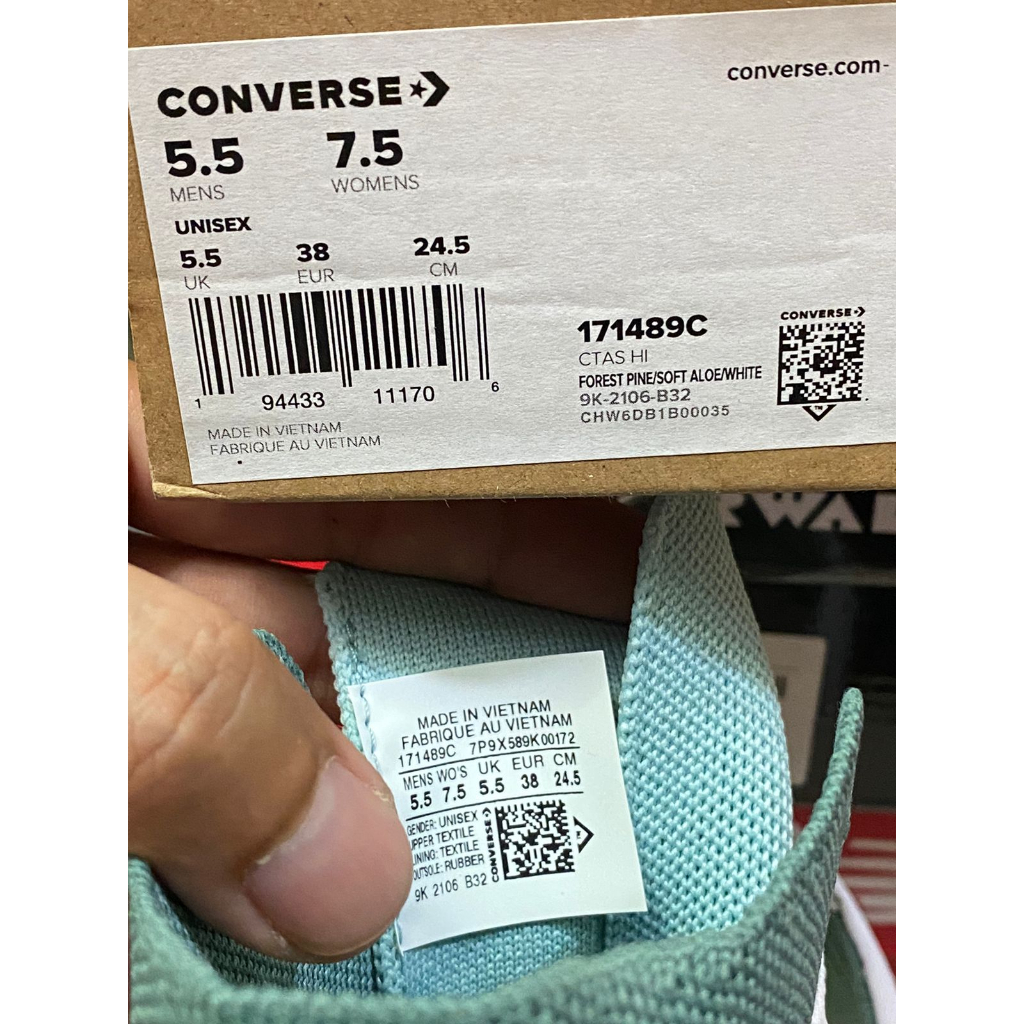 CONVERSE
converse.com
5.5 7.5
MENS WOMENS
UNISEX
5.5 38 24.5
UK EUR CM
1 94433 11170 6
MADE IN VIETNAM
FABRIQUE AU VIETNAM
CONVERSE
171489C
CTAS HI
FOREST PINE/SOFT ALOE/WHITE
9K-2106-B32
CHW6DB1B00035
TM
MADE IN VIETNAM
FABRIQUE AU VIETNAM
171489C 7P9X589K00172
MENS WO'S UK EUR CM
5.5 7.5 5.5 38 24.5
GENDER: UNISEX
UPPER TEXTILE
LINING: TEXTILE
OUTSOLE: RUBBER
9K 2106 B32
CONVERSE